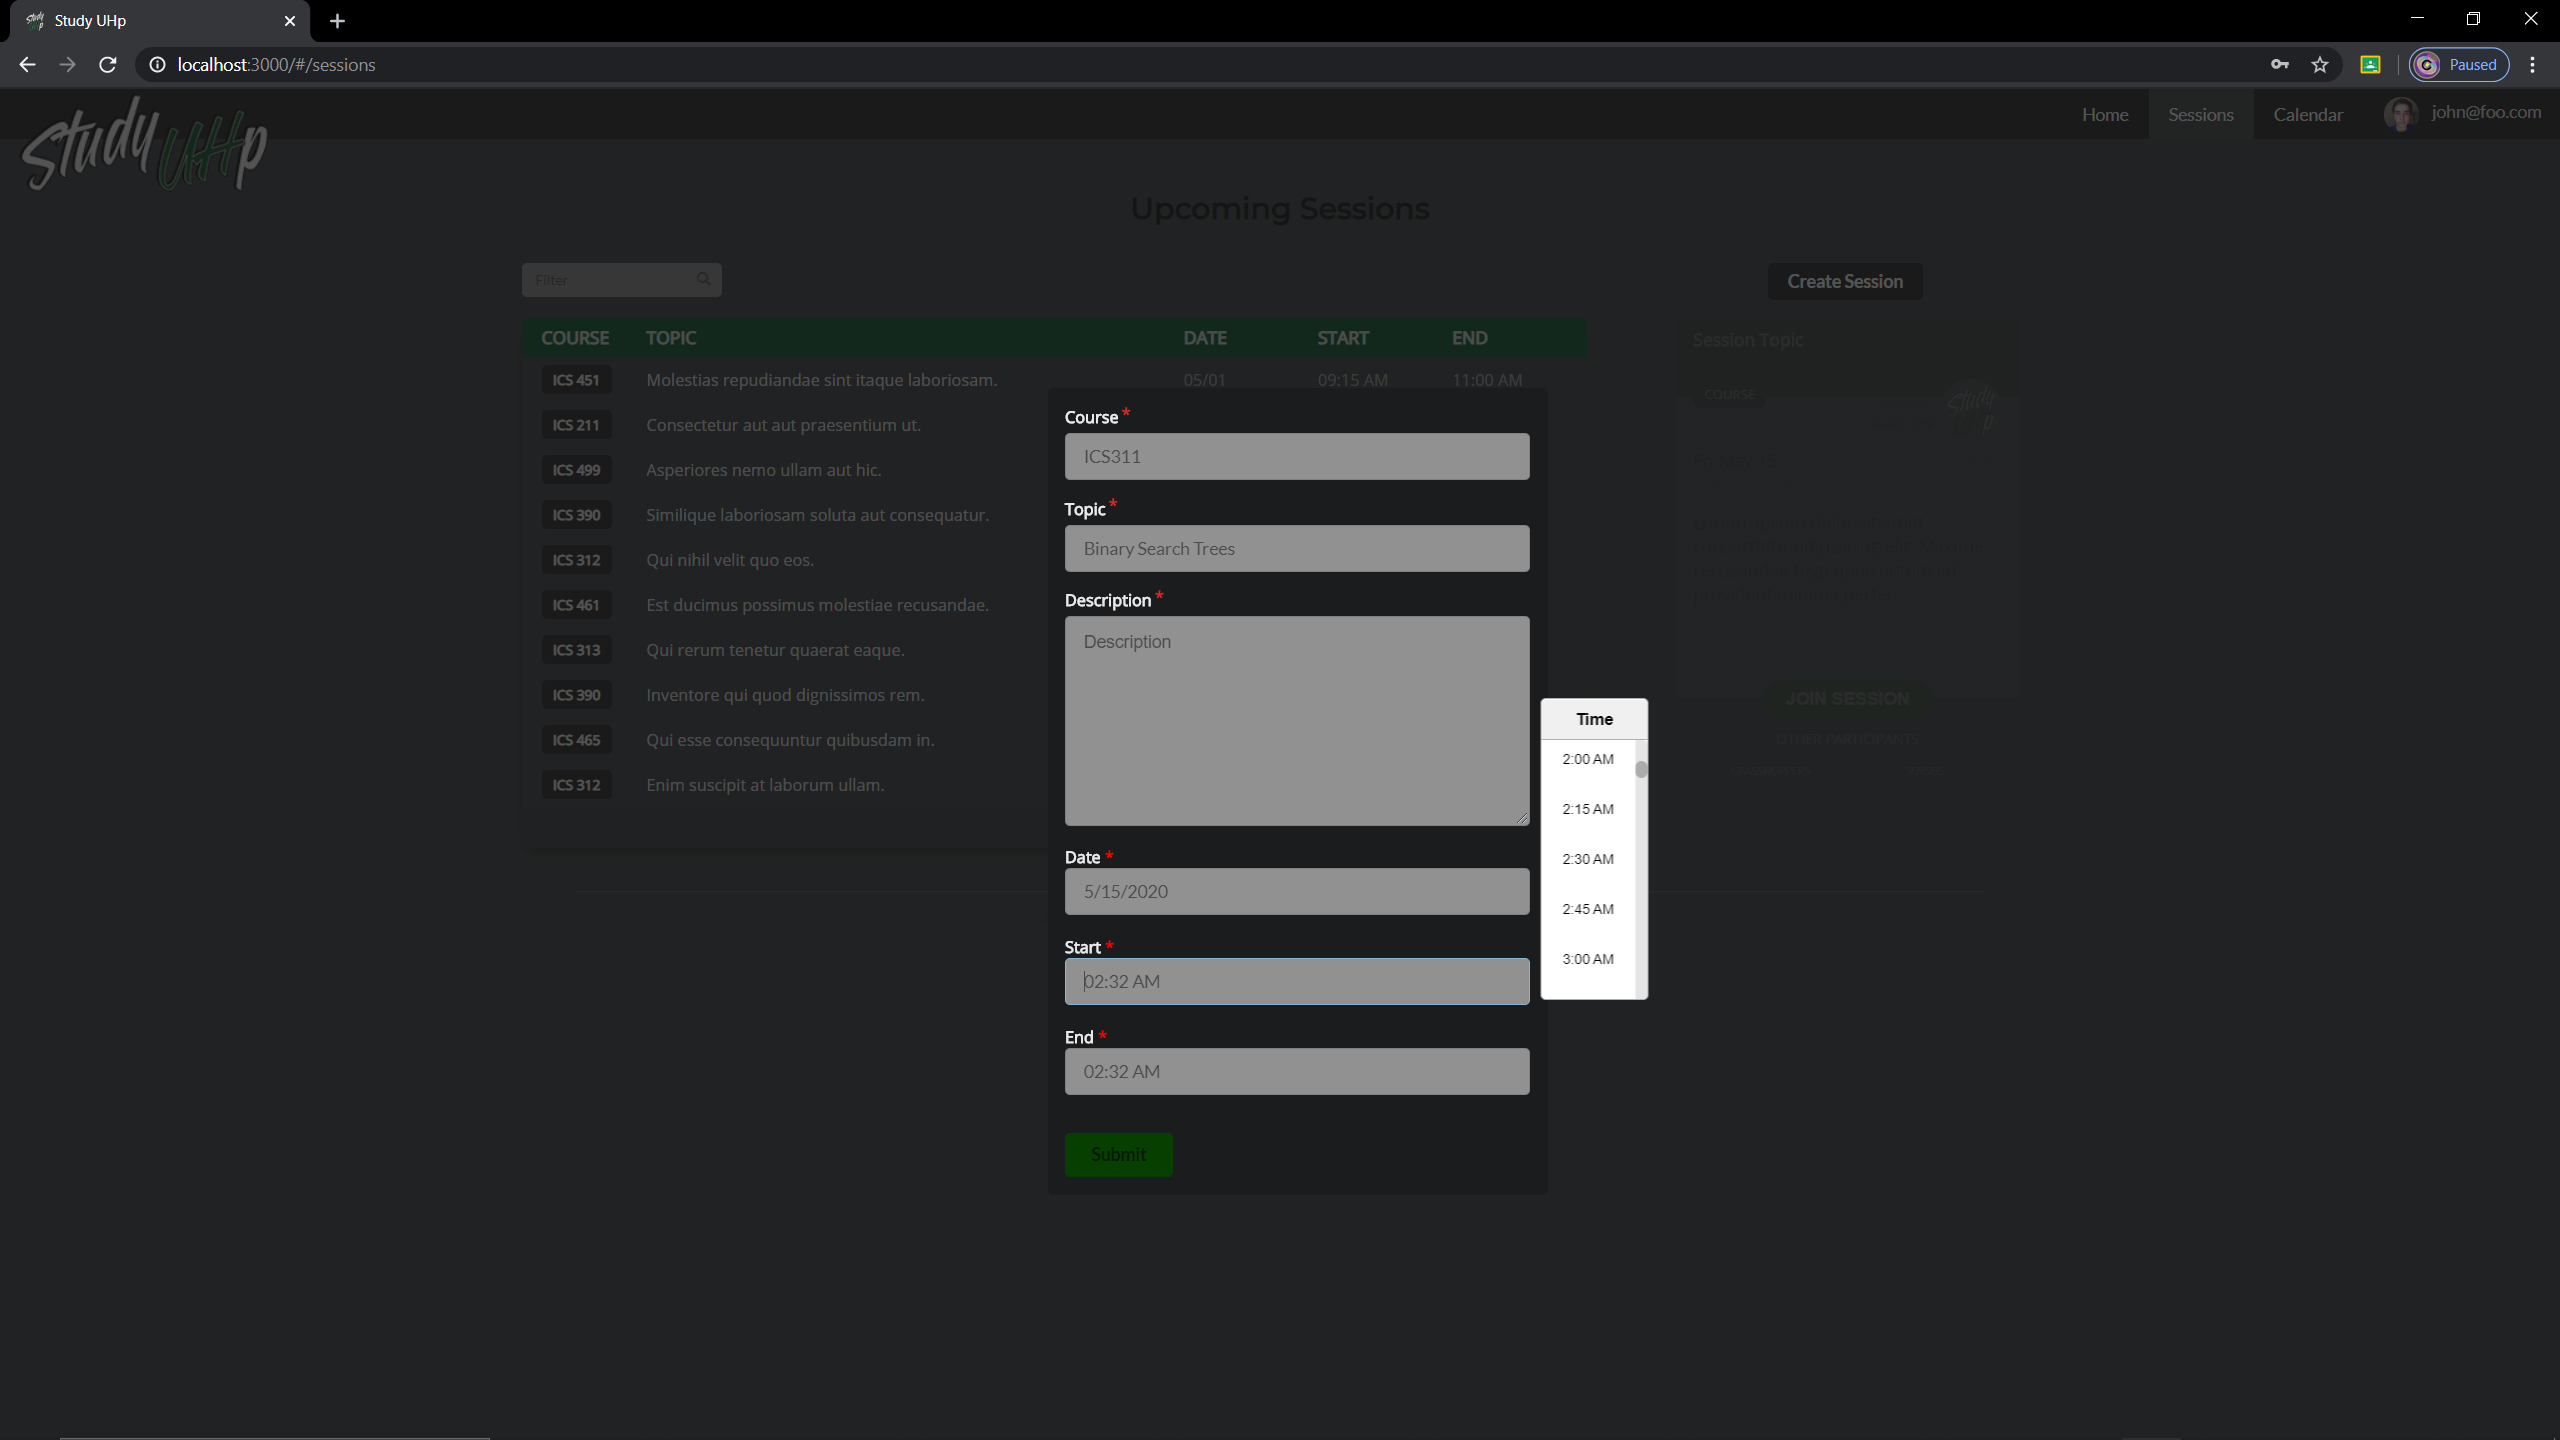 Study UHp
localhost:3000/#/sessions
Paused
Study UHp
Home
Sessions
Calendar
john@foo.com
Upcoming Sessions
Filter
Create Session
COURSE TOPIC DATE START END
ICS 451 Molestias repudiandae sint itaque laboriosam. 05/01 09:15 AM 11:00 AM
ICS 211 Consectetur aut aut praesentium ut.
ICS 499 Asperiores nemo ullam aut hic.
ICS 390 Similique laboriosam soluta aut consequatur.
ICS 312 Qui nihil velit quo eos.
ICS 461 Est ducimus possimus molestiae recusandae.
ICS 313 Qui rerum tenetur quaerat eaque.
ICS 390 Inventore qui quod dignissimos rem.
ICS 465 Qui esse consequuntur quibusdam in.
ICS 312 Enim suscipit at laborum ullam.
Session Topic
COURSE
Study
UHp
JOIN SESSION
OTHER PARTICIPANTS
GRASSHOPPERS SENSEIS
Course *
ICS311
Topic *
Binary Search Trees
Description *
Description
Date *
5/15/2020
Start *
02:32 AM
End *
02:32 AM
Submit
Time
2:00 AM
2:15 AM
2:30 AM
2:45 AM
3:00 AM